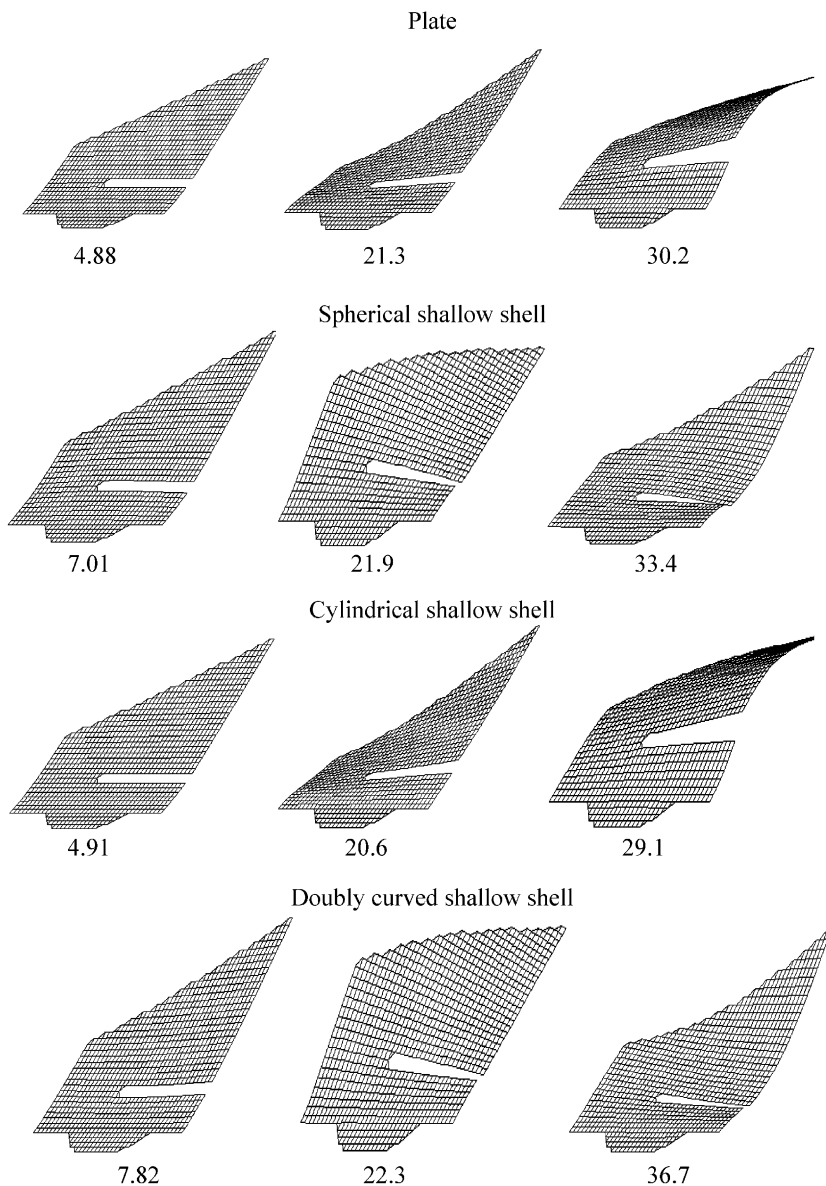 Plate
4.88 21.3 30.2
Spherical shallow shell
7.01 21.9 33.4
Cylindrical shallow shell
4.91 20.6 29.1
Doubly curved shallow shell
7.82 22.3 36.7